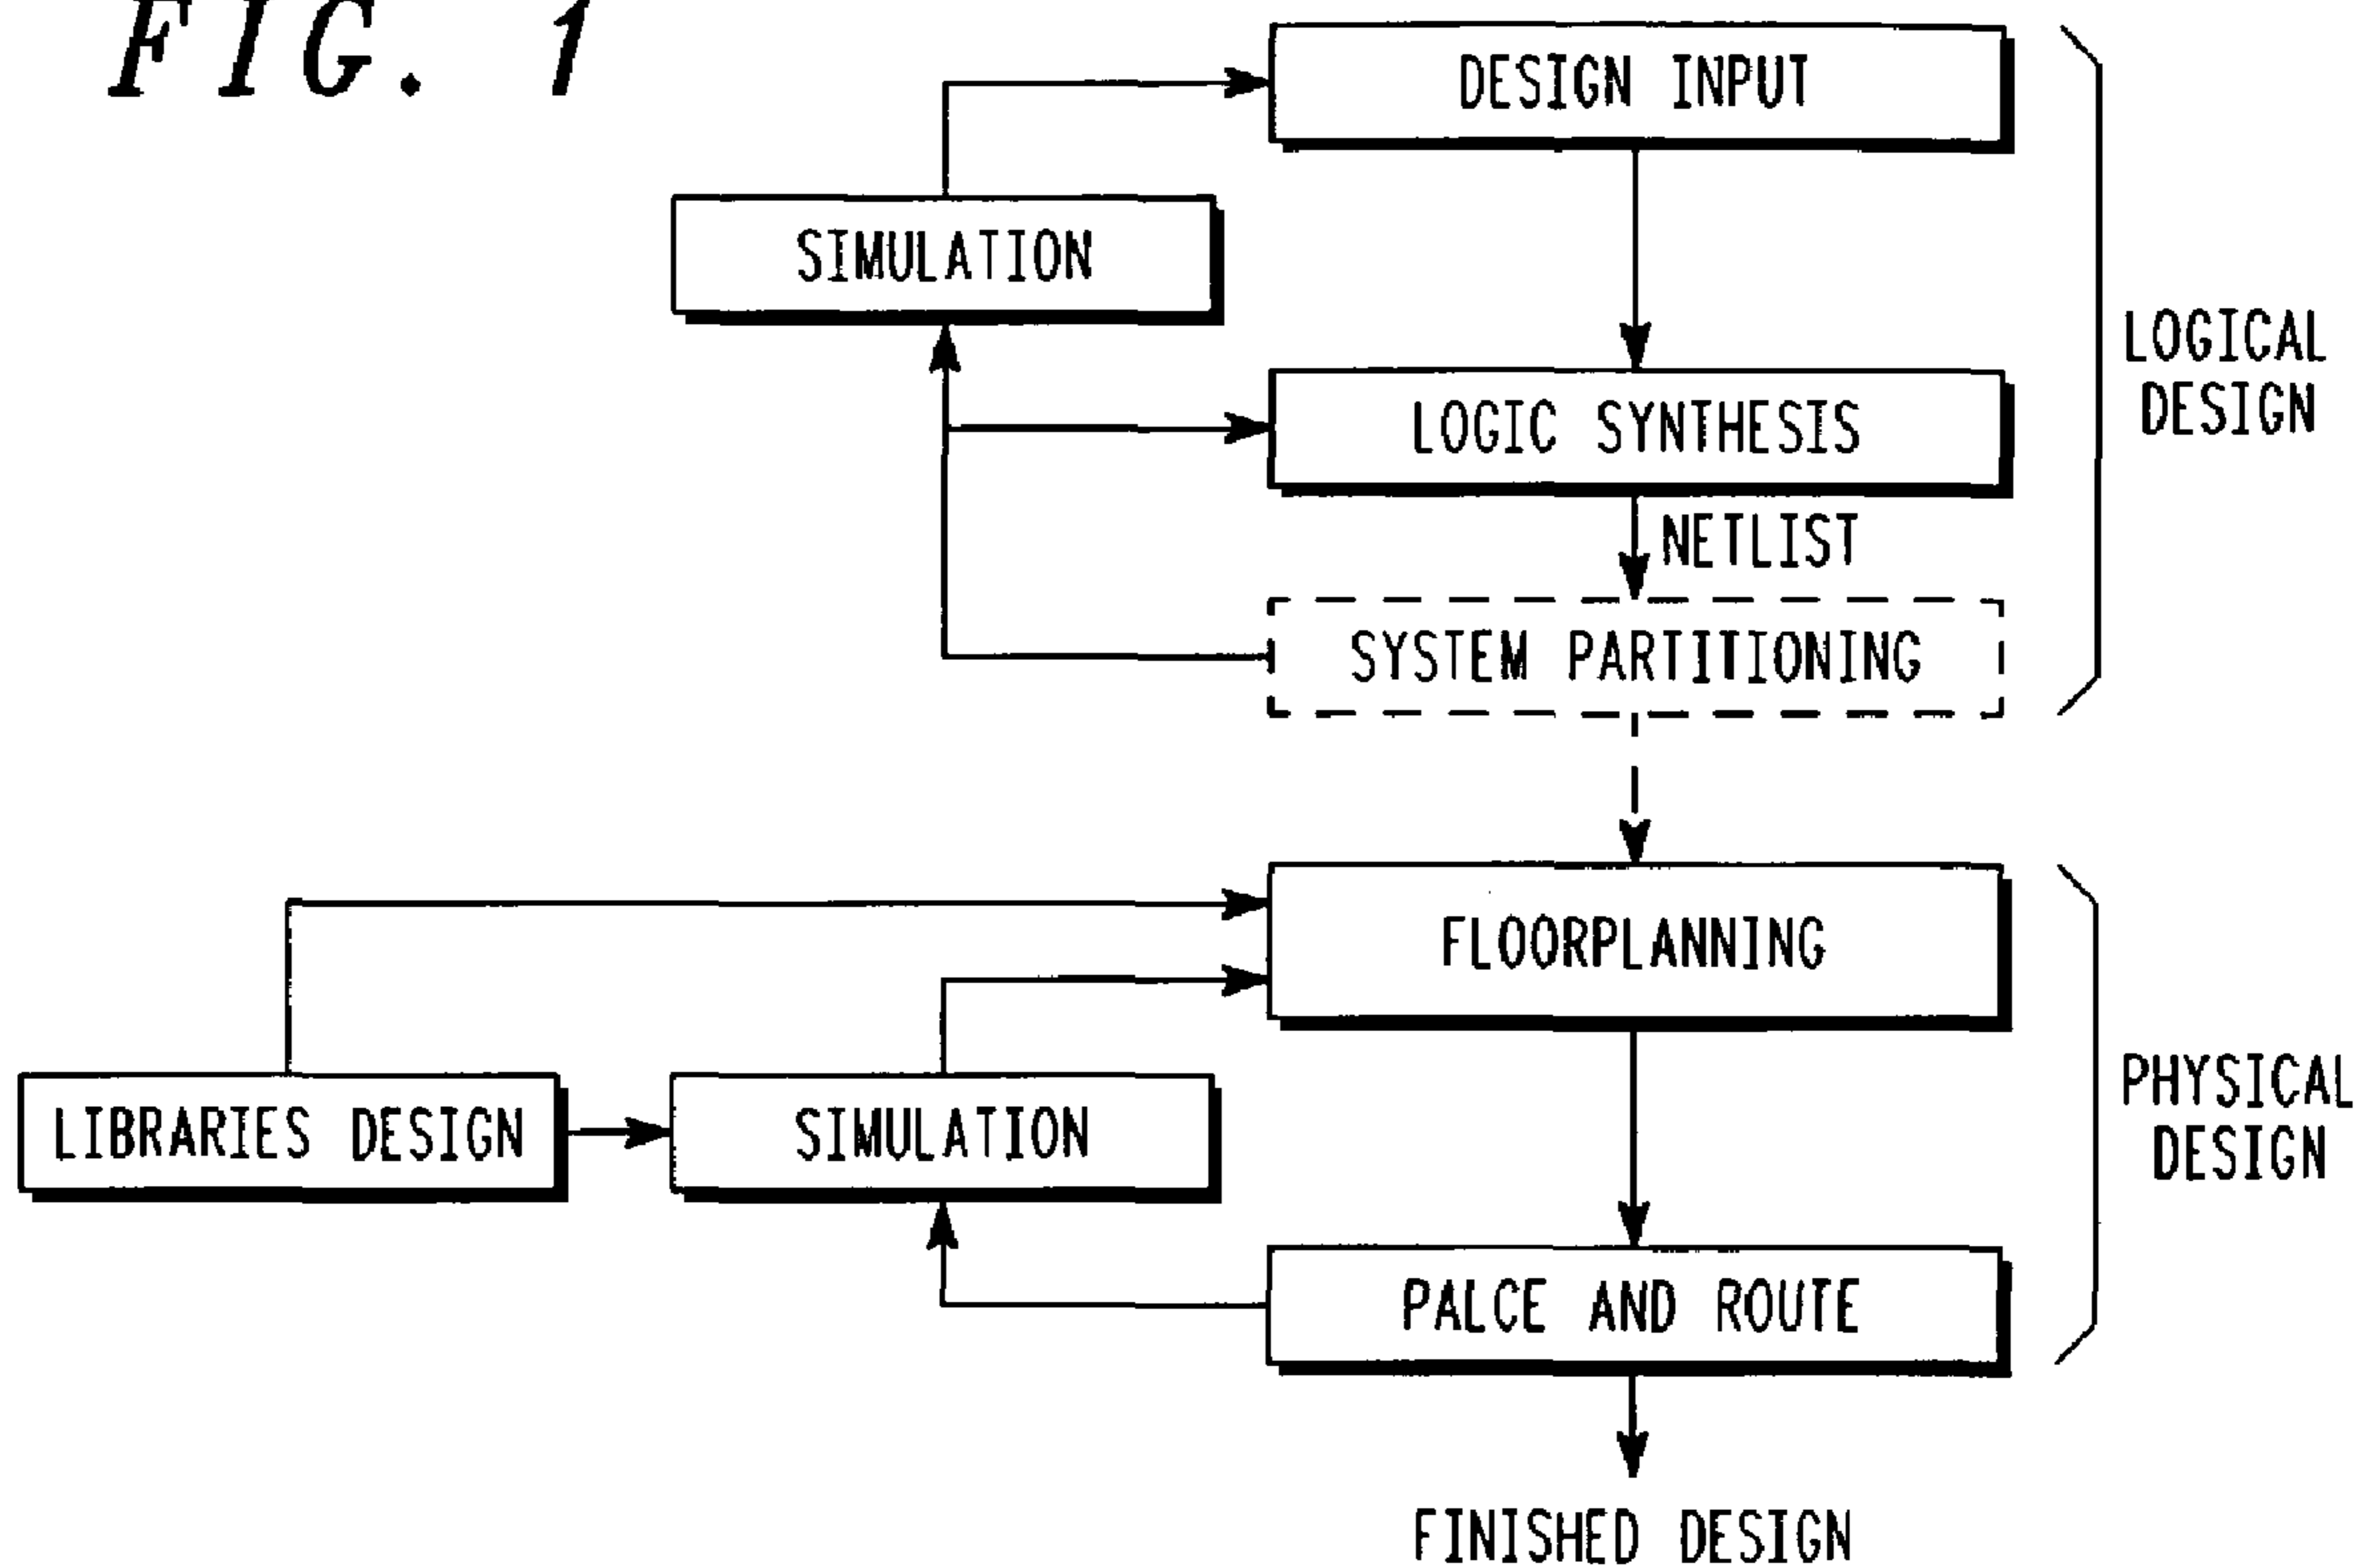 FIG. 1
DESIGN INPUT
SIMULATION
LOGIC SYNTHESIS
NETLIST
SYSTEM PARTITIONING
LOGICAL
DESIGN
FLOORPLANNING
LIBRARIES DESIGN
SIMULATION
PALCE AND ROUTE
PHYSICAL
DESIGN
FINISHED DESIGN